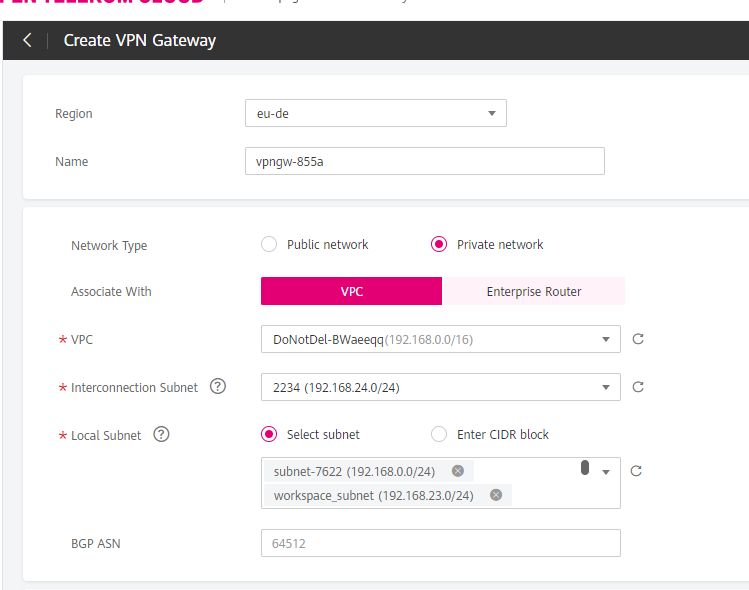 Create VPN Gateway
Region
eu-de
Name
vpngw-855a
Network Type
Public network
Private network
Associate With
VPC
Enterprise Router
* VPC
DoNotDel-BWaeeqq(192.168.0.0/16)
* Interconnection Subnet ?
2234 (192.168.24.0/24)
* Local Subnet ?
Select subnet
Enter CIDR block
subnet-7622 (192.168.0.0/24)
workspace_subnet (192.168.23.0/24)
BGP ASN
64512